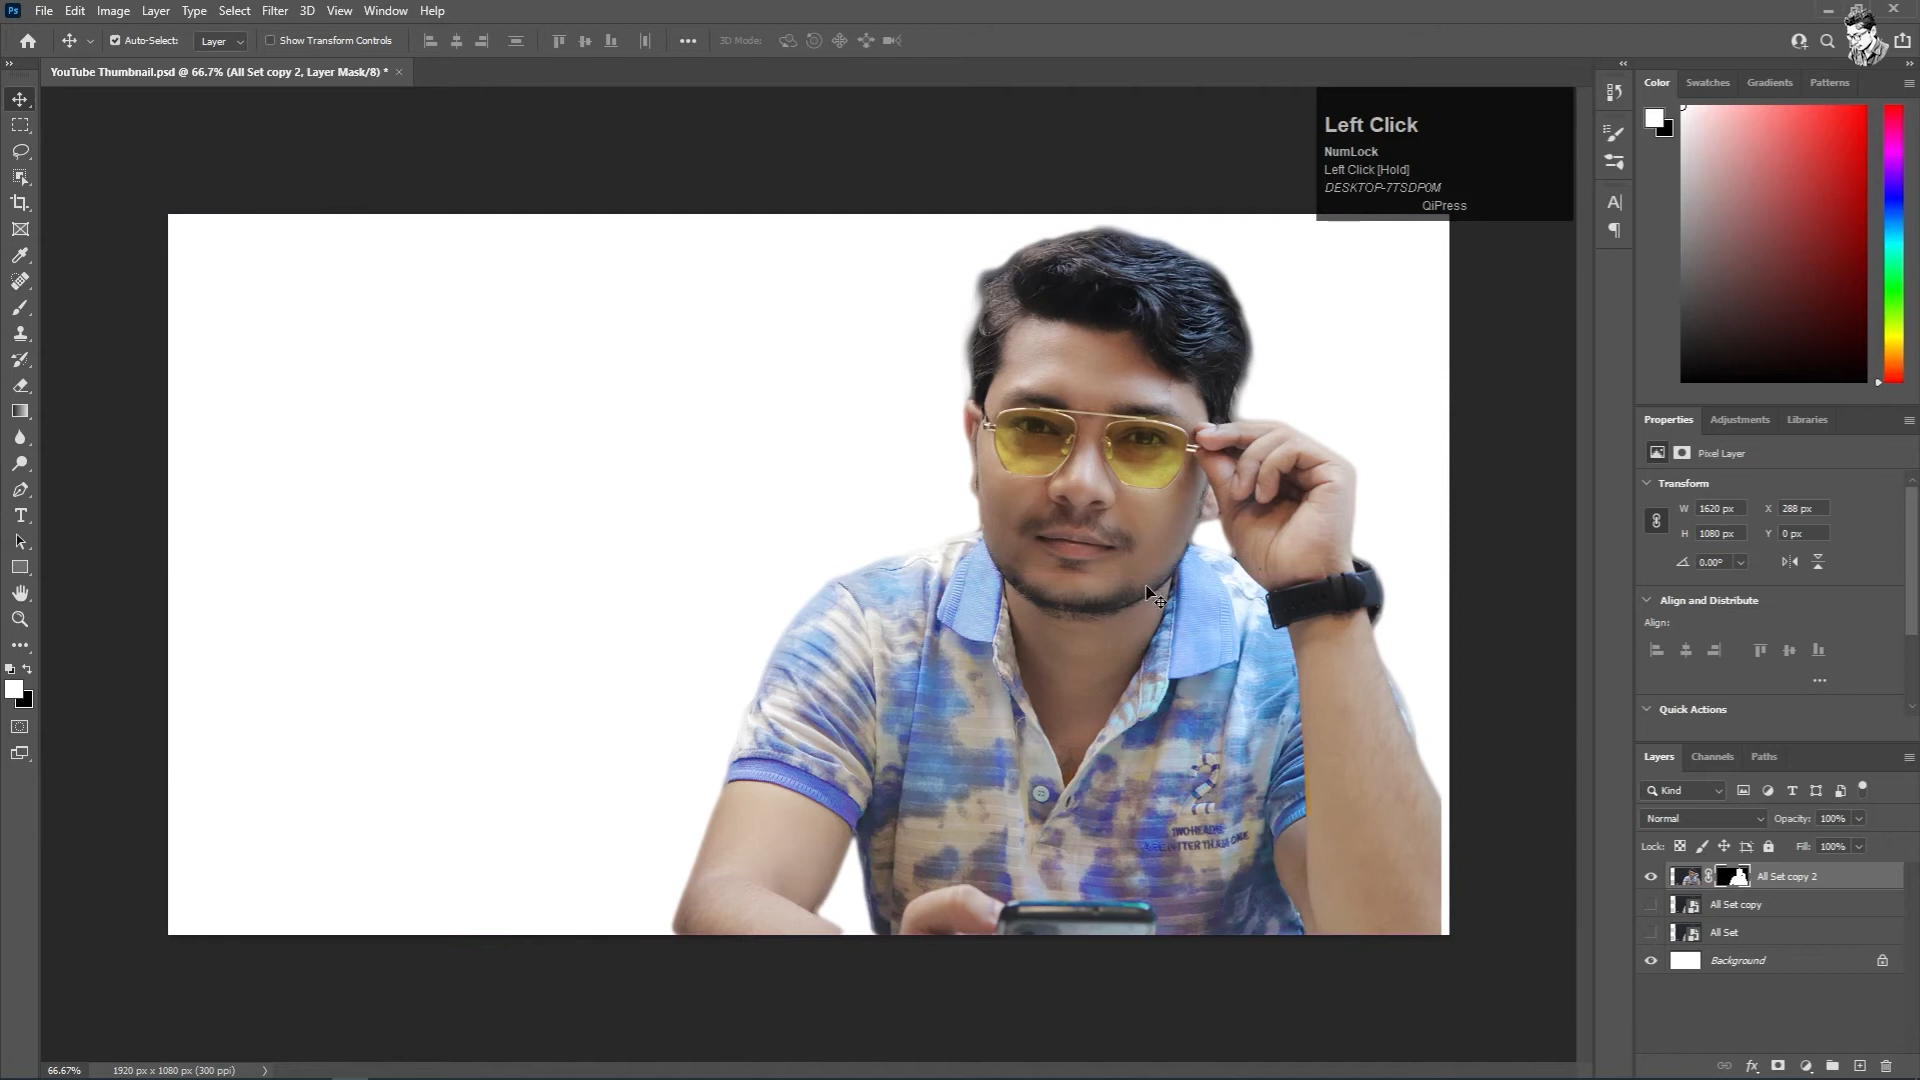 Ps File Edit Image Layer Type Select Filter 3D View Window Help
Auto-Select: Layer Show Transform Controls 3D Mode:
YouTube Thumbnail.psd @ 66.7% (All Set copy 2, Layer Mask/8) *
Left Click
NumLock
Left Click [Hold]
DESKTOP-7TSDP0M
QiPress
Color Swatches Gradients Patterns
Properties Adjustments Libraries
Pixel Layer
Transform
W 1620 px X 288 px
H 1080 px Y 0 px
0.00°
Align and Distribute
Align:
Quick Actions
Layers Channels Paths
Kind
Normal Opacity: 100%
Lock: Fill: 100%
All Set copy 2
All Set copy
All Set
Background
66.67% 1920 px x 1080 px (300 ppi)